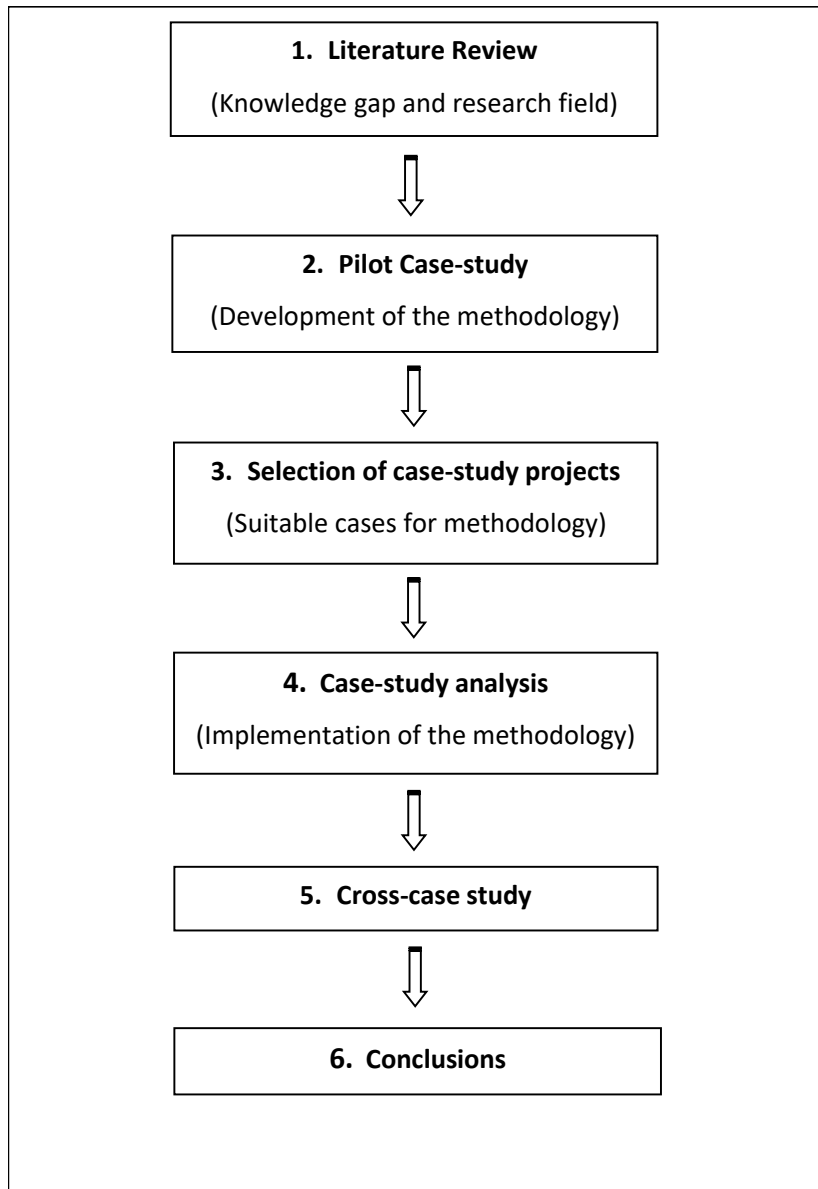 1. Literature Review
(Knowledge gap and research field)
2. Pilot Case-study
(Development of the methodology)
3. Selection of case-study projects
(Suitable cases for methodology)
4. Case-study analysis
(Implementation of the methodology)
5. Cross-case study
6. Conclusions